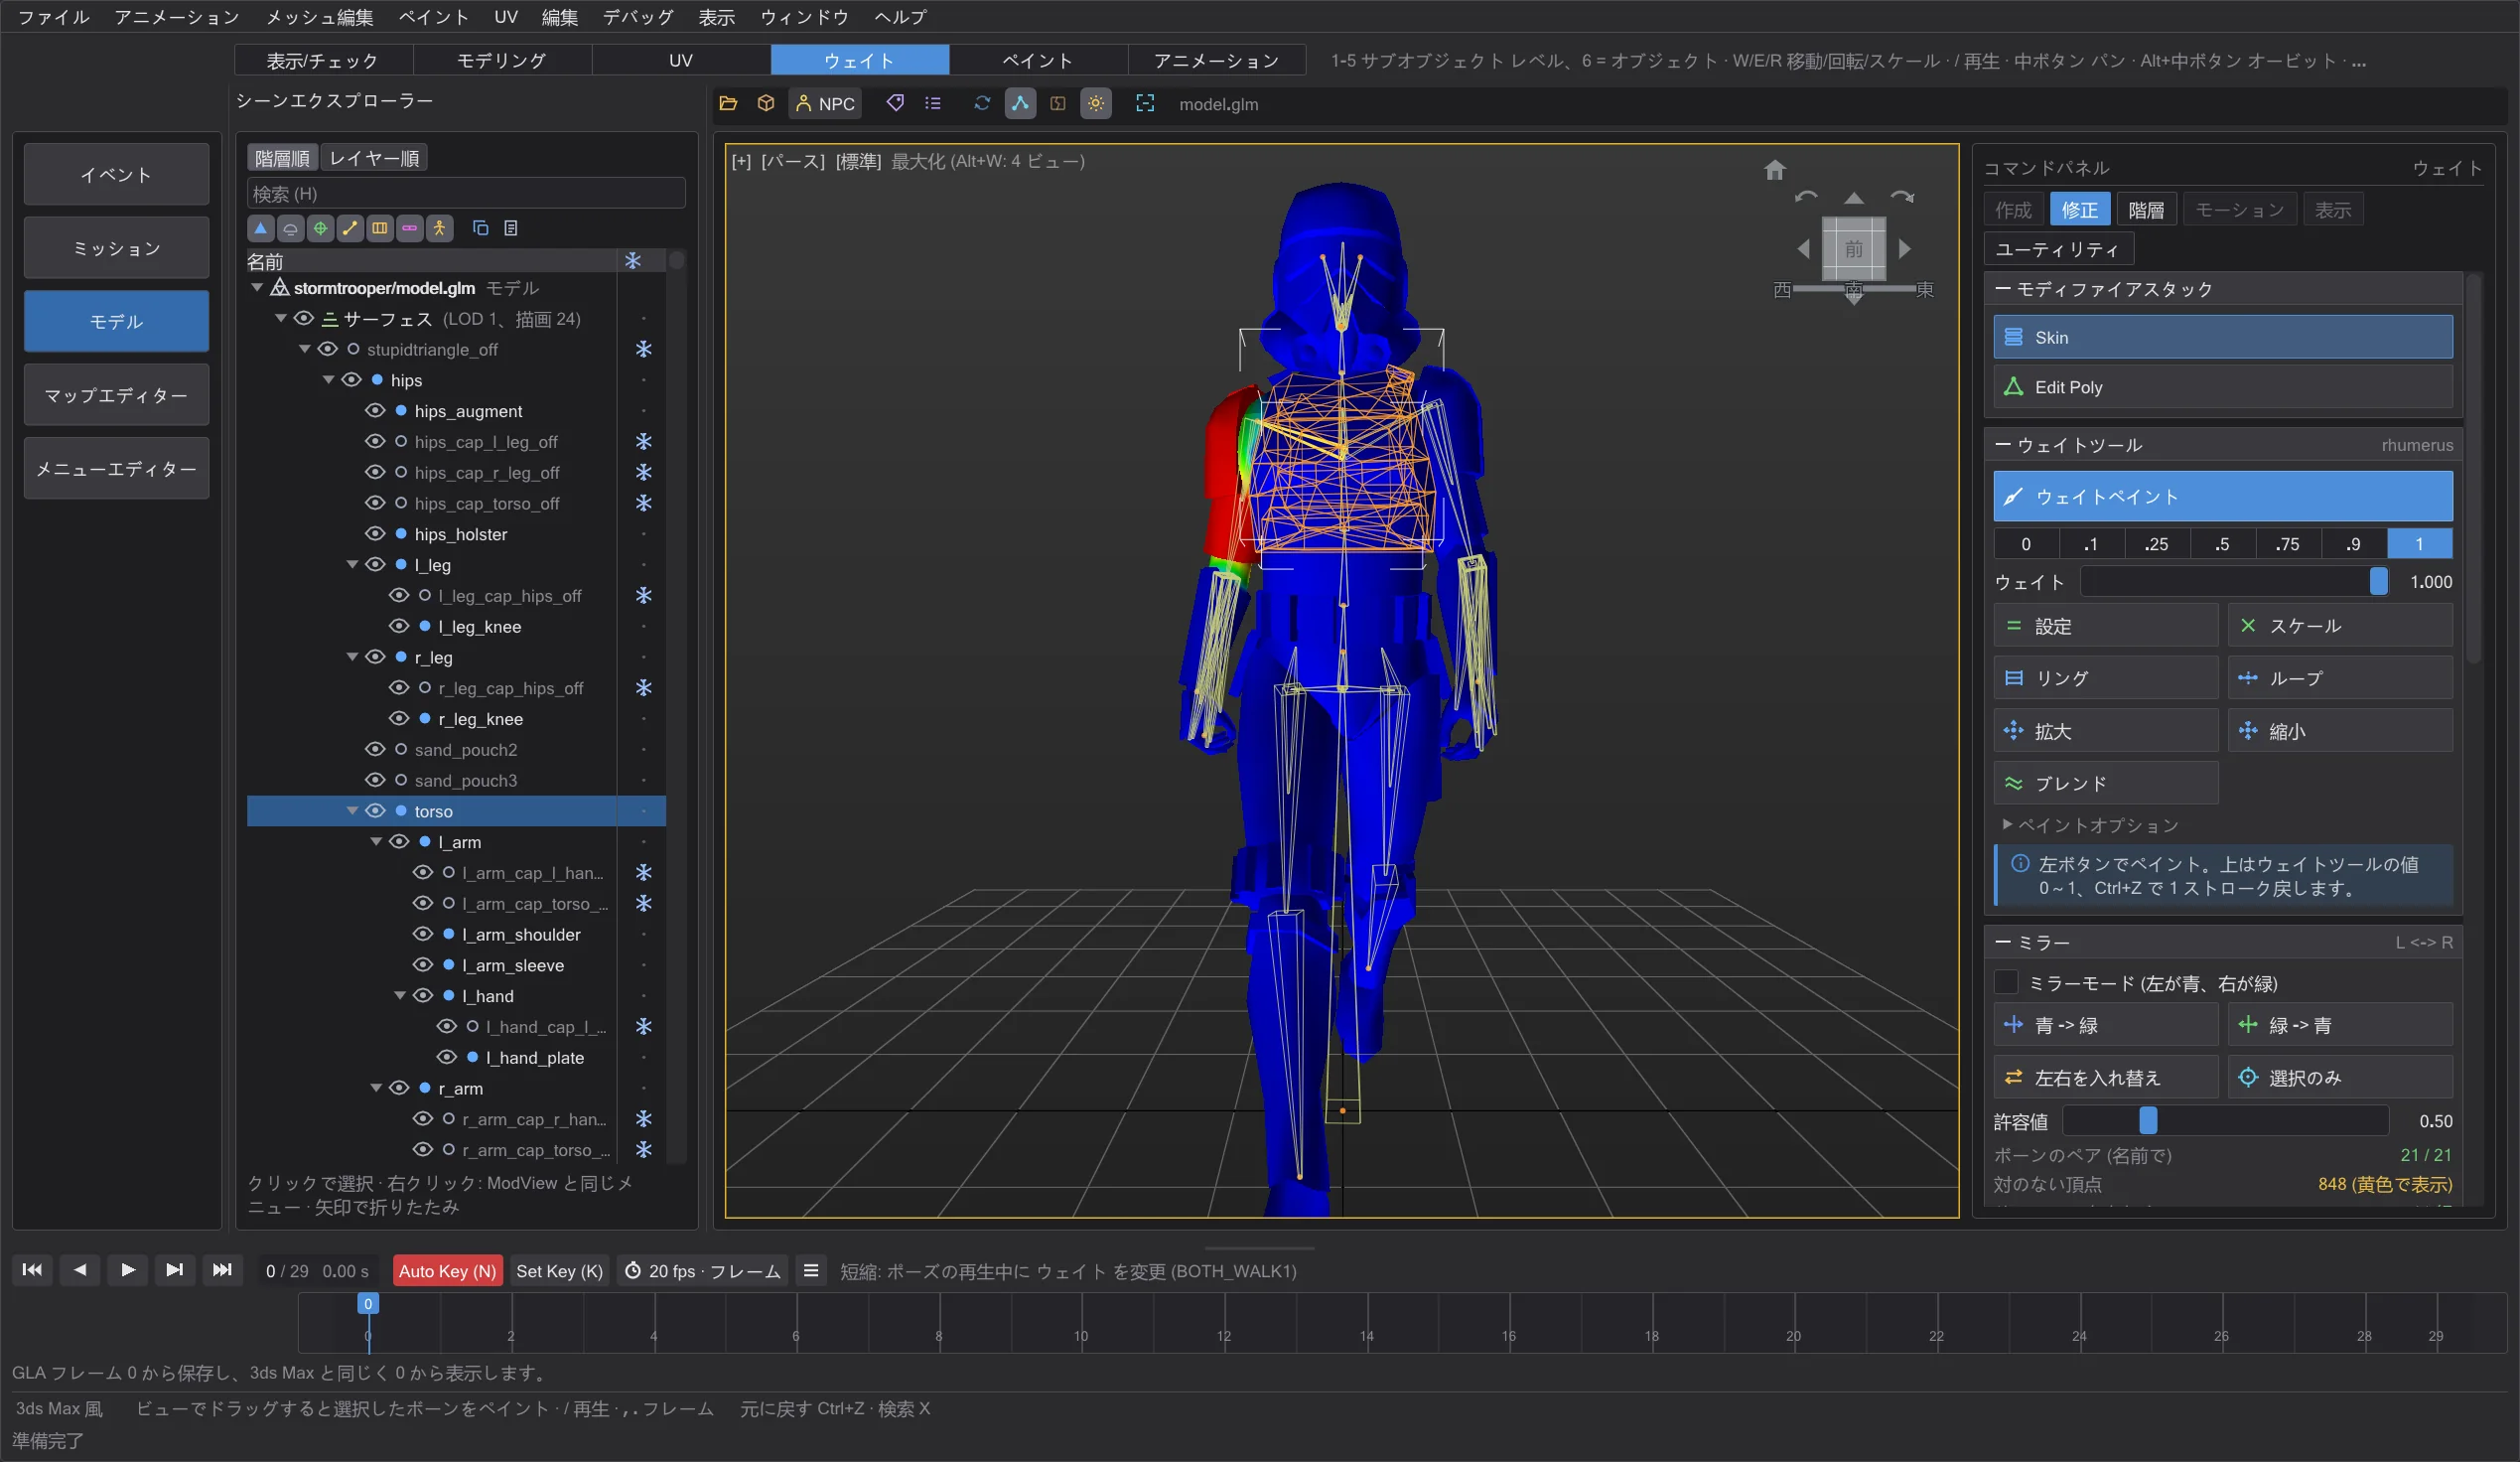 ファイル アニメーション メッシュ編集 ペイント UV 編集 デバッグ 表示 ウィンドウ ヘルプ
表示/チェック モデリング UV ウェイト ペイント アニメーション 1-5 サブオブジェクト レベル、6 = オブジェクト · W/E/R 移動/回転/スケール · / 再生 · 中ボタン パン · Alt+中ボタン オービット · ...
シーンエクスプローラー
NPC model.glm
イベント
ミッション
モデル
マップエディター
メニューエディター
階層順 レイヤー順
検索 (H)
名前
stormtrooper/model.glm モデル
サーフェス (LOD 1、描画 24)
stupidtriangle_off
hips
hips_augment
hips_cap_l_leg_off
hips_cap_r_leg_off
hips_cap_torso_off
hips_holster
l_leg
l_leg_cap_hips_off
l_leg_knee
r_leg
r_leg_cap_hips_off
r_leg_knee
sand_pouch2
sand_pouch3
torso
l_arm
l_arm_cap_l_han...
l_arm_cap_torso_...
l_arm_shoulder
l_arm_sleeve
l_hand
l_hand_cap_l_...
l_hand_plate
r_arm
r_arm_cap_r_han...
r_arm_cap_torso_...
クリックで選択 · 右クリック: ModView と同じメ
ニュー · 矢印で折りたたみ
[+] [パース] [標準] 最大化 (Alt+W: 4 ビュー)
前
西 南 東
コマンドパネル ウェイト
作成 修正 階層 モーション 表示
ユーティリティ
モディファイアスタック
Skin
Edit Poly
ウェイトツール rhumerus
ウェイトペイント
0 .1 .25 .5 .75 .9 1
ウェイト 1.000
設定 スケール
リング ループ
拡大 縮小
ブレンド
ペイントオプション
左ボタンでペイント。上はウェイトツールの値
0～1、Ctrl+Z で 1 ストローク戻します。
ミラー L <-> R
ミラーモード (左が青、右が緑)
青 -> 緑 緑 -> 青
左右を入れ替え 選択のみ
許容値 0.50
ボーンのペア (名前で) 21 / 21
対のない頂点 848 (黄色で表示)
0 / 29 0.00 s Auto Key (N) Set Key (K) 20 fps · フレーム 短縮: ポーズの再生中に ウェイト を変更 (BOTH_WALK1)
0
0 2 4 6 8 10 12 14 16 18 20 22 24 26 28 29
GLA フレーム 0 から保存し、3ds Max と同じく 0 から表示します。
3ds Max 風 ビューでドラッグすると選択したボーンをペイント · / 再生 · , . フレーム 元に戻す Ctrl+Z · 検索 X
準備完了